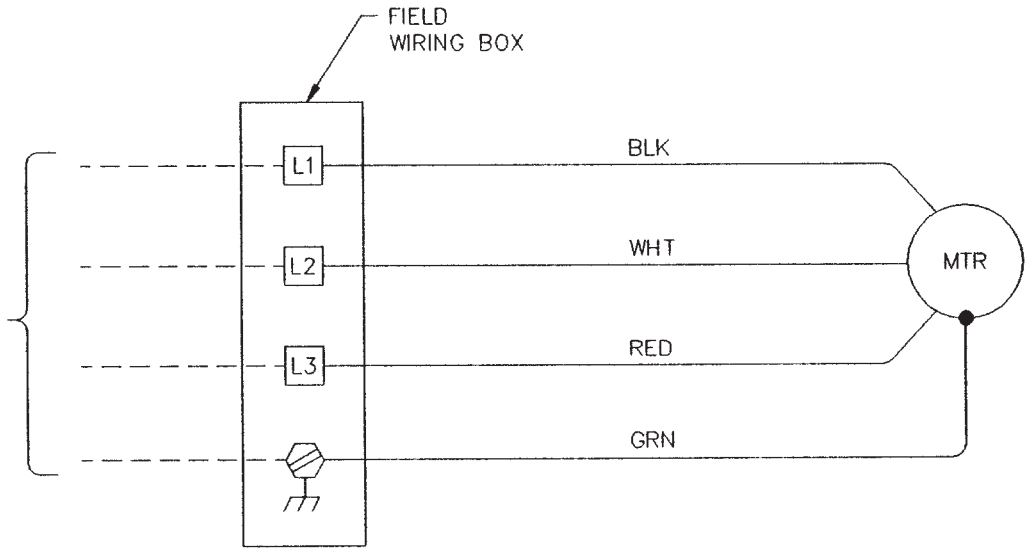 FIELD
WIRING BOX
L1
BLK
L2
WHT
MTR
L3
RED
GRN